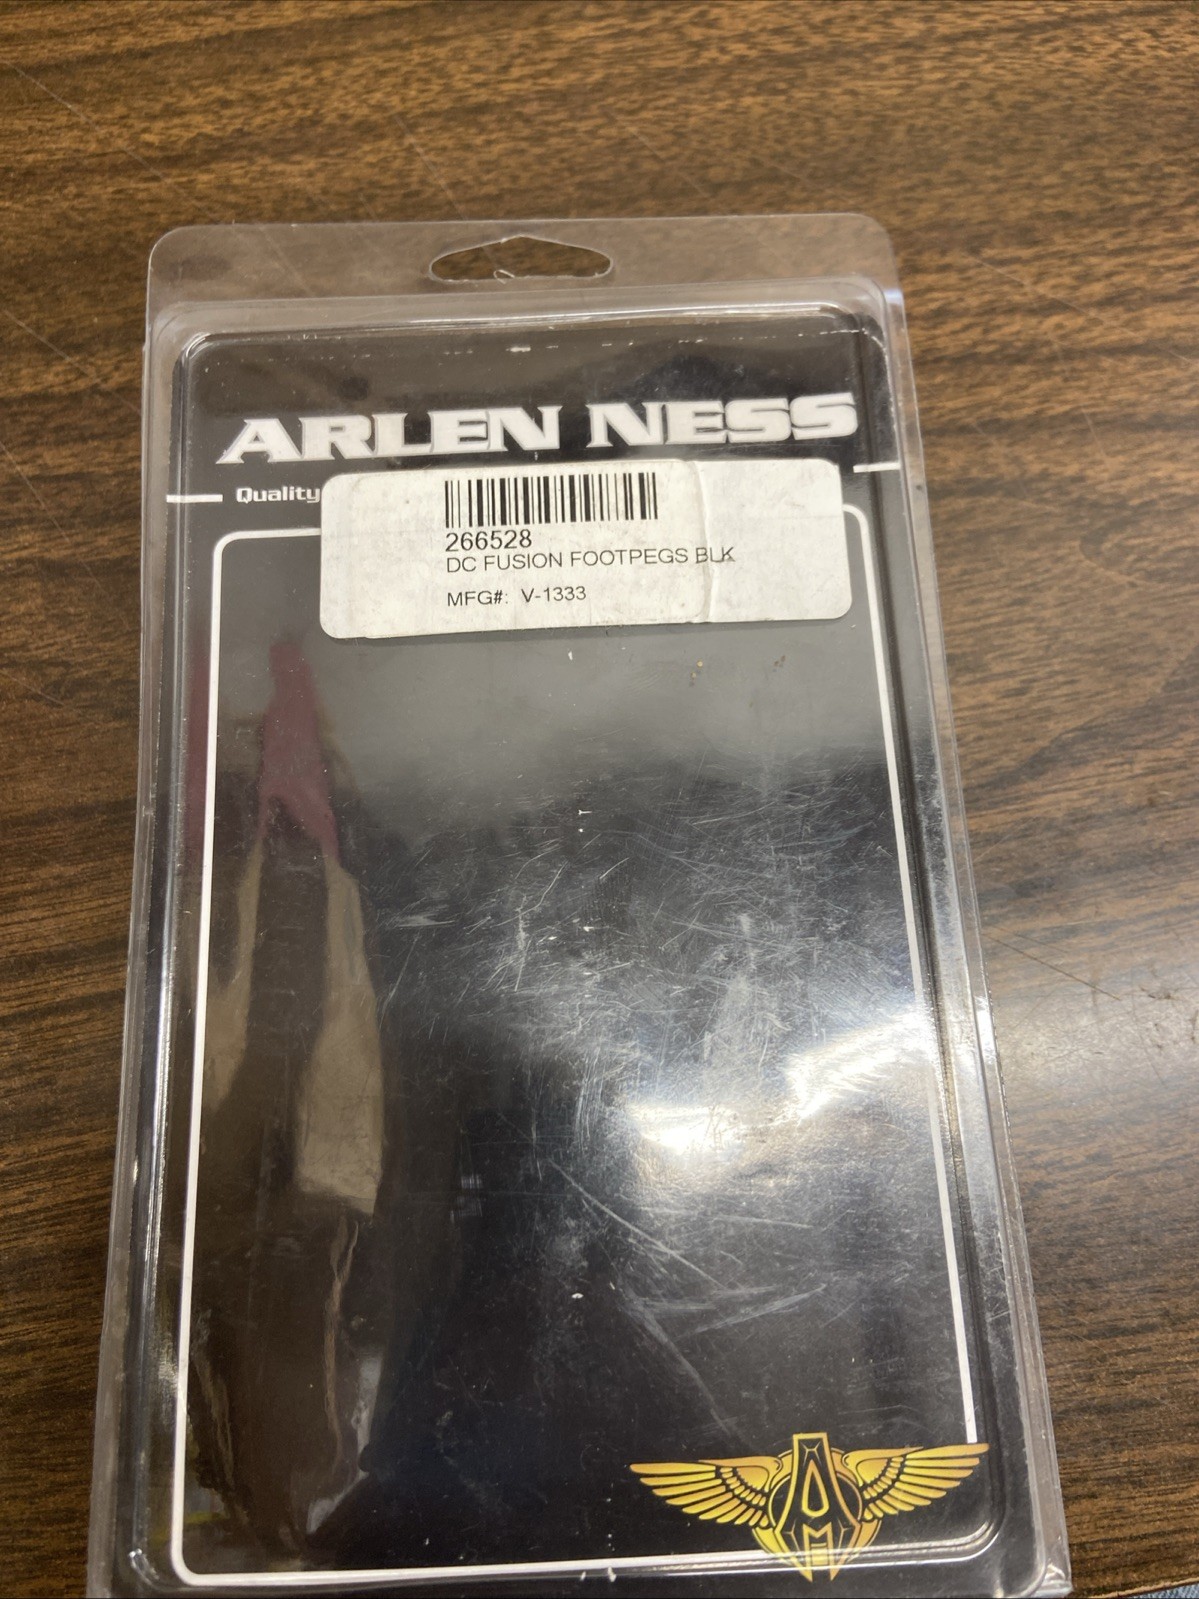 ARLEN NESS
Quality
266528
DC FUSION FOOTPEGS BLK
MFG#: V-1333